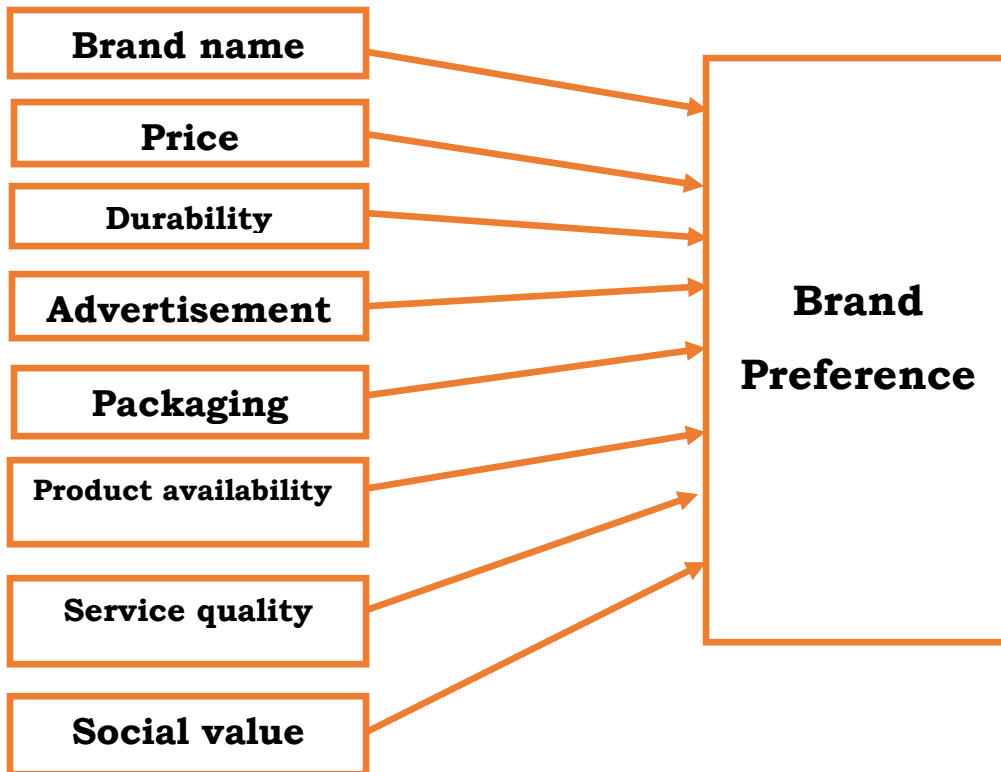 Brand name
Price
Durability
Advertisement
Packaging
Product availability
Service quality
Social value
Brand
Preference